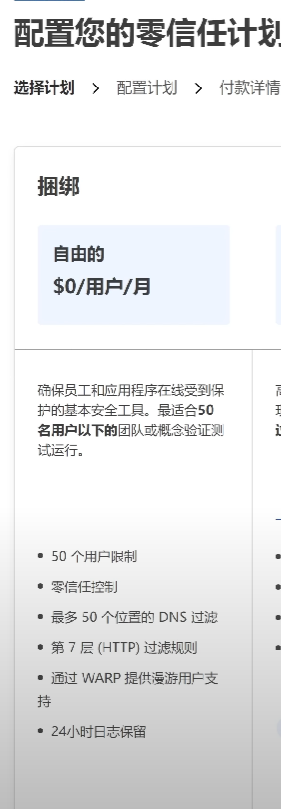 配置您的零信任计划
选择计划 > 配置计划 > 付款详情
捆绑
自由的
$0/用户/月
确保员工和应用程序在线受到保
护的基本安全工具。最适合50
名用户以下的团队或概念验证测
试运行。
• 50 个用户限制
• 零信任控制
• 最多 50 个位置的 DNS 过滤
• 第 7 层 (HTTP) 过滤规则
• 通过 WARP 提供漫游用户支
持
• 24小时日志保留